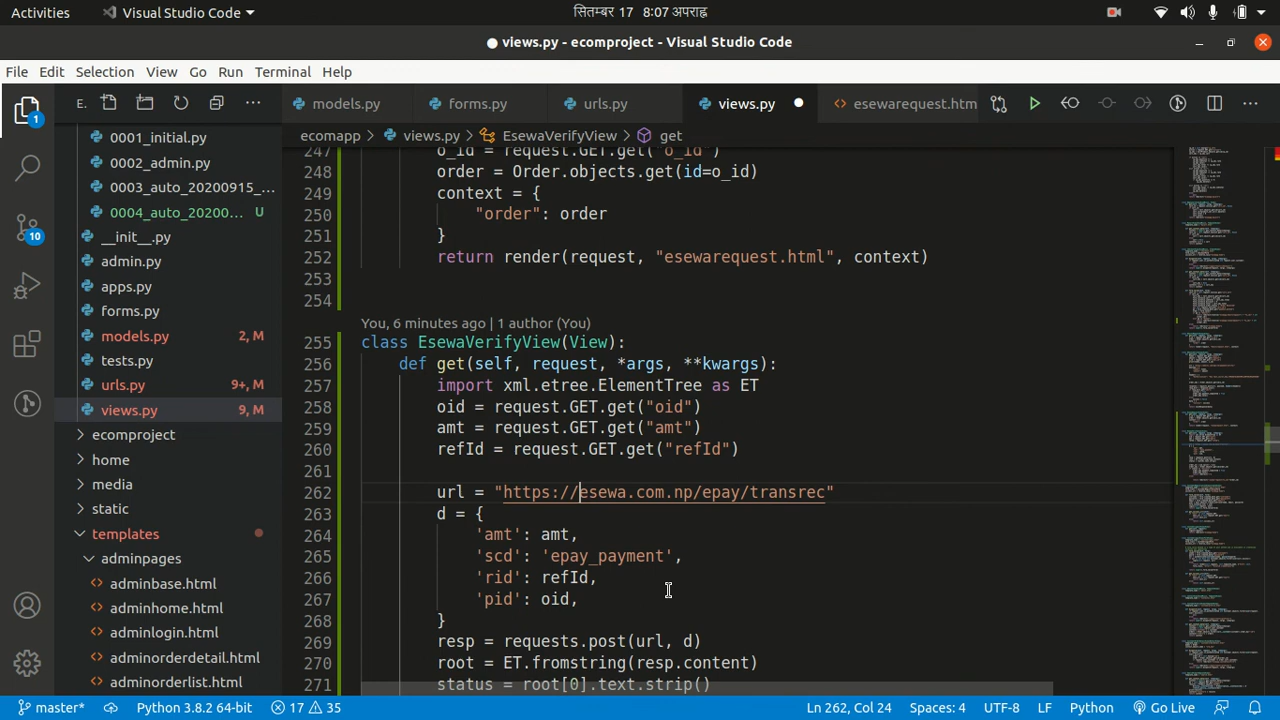 Activities
Visual Studio Code
सितम्बर 17 8:07 अपराह्न
● views.py - ecomproject - Visual Studio Code
File Edit Selection View Go Run Terminal Help
E.
models.py
forms.py
urls.py
views.py
esewarequest.htm
ecomapp > views.py > EsewaVerifyView > get
0001_initial.py
0002_admin.py
0003_auto_20200915_...
0004_auto_20200... U
__init__.py
admin.py
apps.py
forms.py
models.py 2, M
tests.py
urls.py 9+, M
views.py 9, M
ecomproject
home
media
static
templates
adminpages
adminbase.html
adminhome.html
adminlogin.html
adminorderdetail.html
adminorderlist.html
1
10
247 o_id = request.GET.get("o_id")
248 order = Order.objects.get(id=o_id)
249 context = {
250 "order": order
251 }
252 return render(request, "esewarequest.html", context)
253
254
You, 6 minutes ago | 1 author (You)
255 class EsewaVerifyView(View):
256 def get(self, request, *args, **kwargs):
257 import xml.etree.ElementTree as ET
258 oid = request.GET.get("oid")
259 amt = request.GET.get("amt")
260 refId = request.GET.get("refId")
261
262 url = "https://esewa.com.np/epay/transrec"
263 d = {
264 'amt': amt,
265 'scd': 'epay_payment',
266 'rid': refId,
267 'pid': oid,
268 }
269 resp = requests.post(url, d)
270 root = ET.fromstring(resp.content)
271 status = root[0].text.strip()
master* Python 3.8.2 64-bit 17 35 Ln 262, Col 24 Spaces: 4 UTF-8 LF Python Go Live